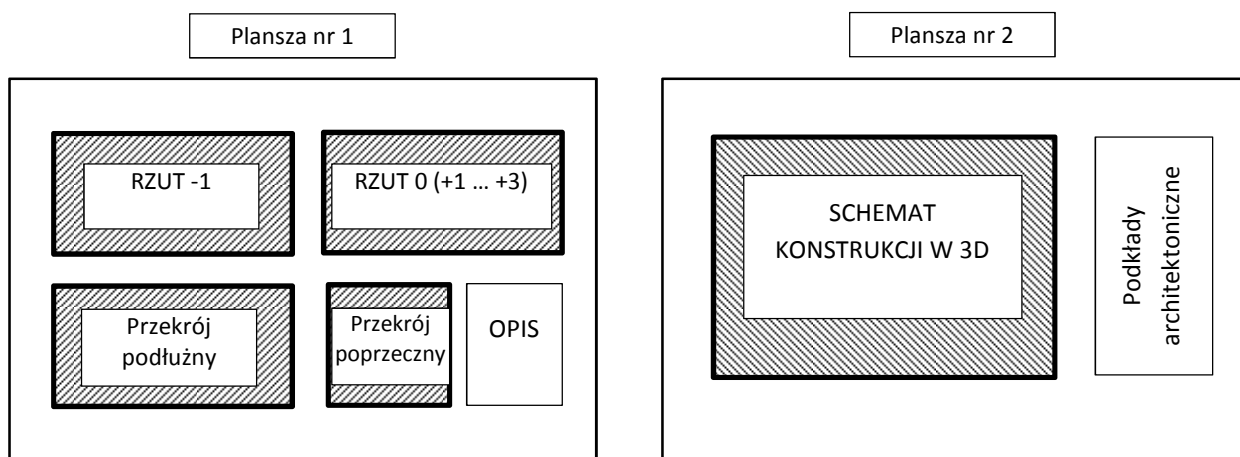 Plansza nr 1
Plansza nr 2
RZUT -1
RZUT 0 (+1 ... +3)
Przekrój
podłużny
Przekrój
poprzeczny
OPIS
SCHEMAT
KONSTRUKCJI W 3D
Podkłady
architektoniczne